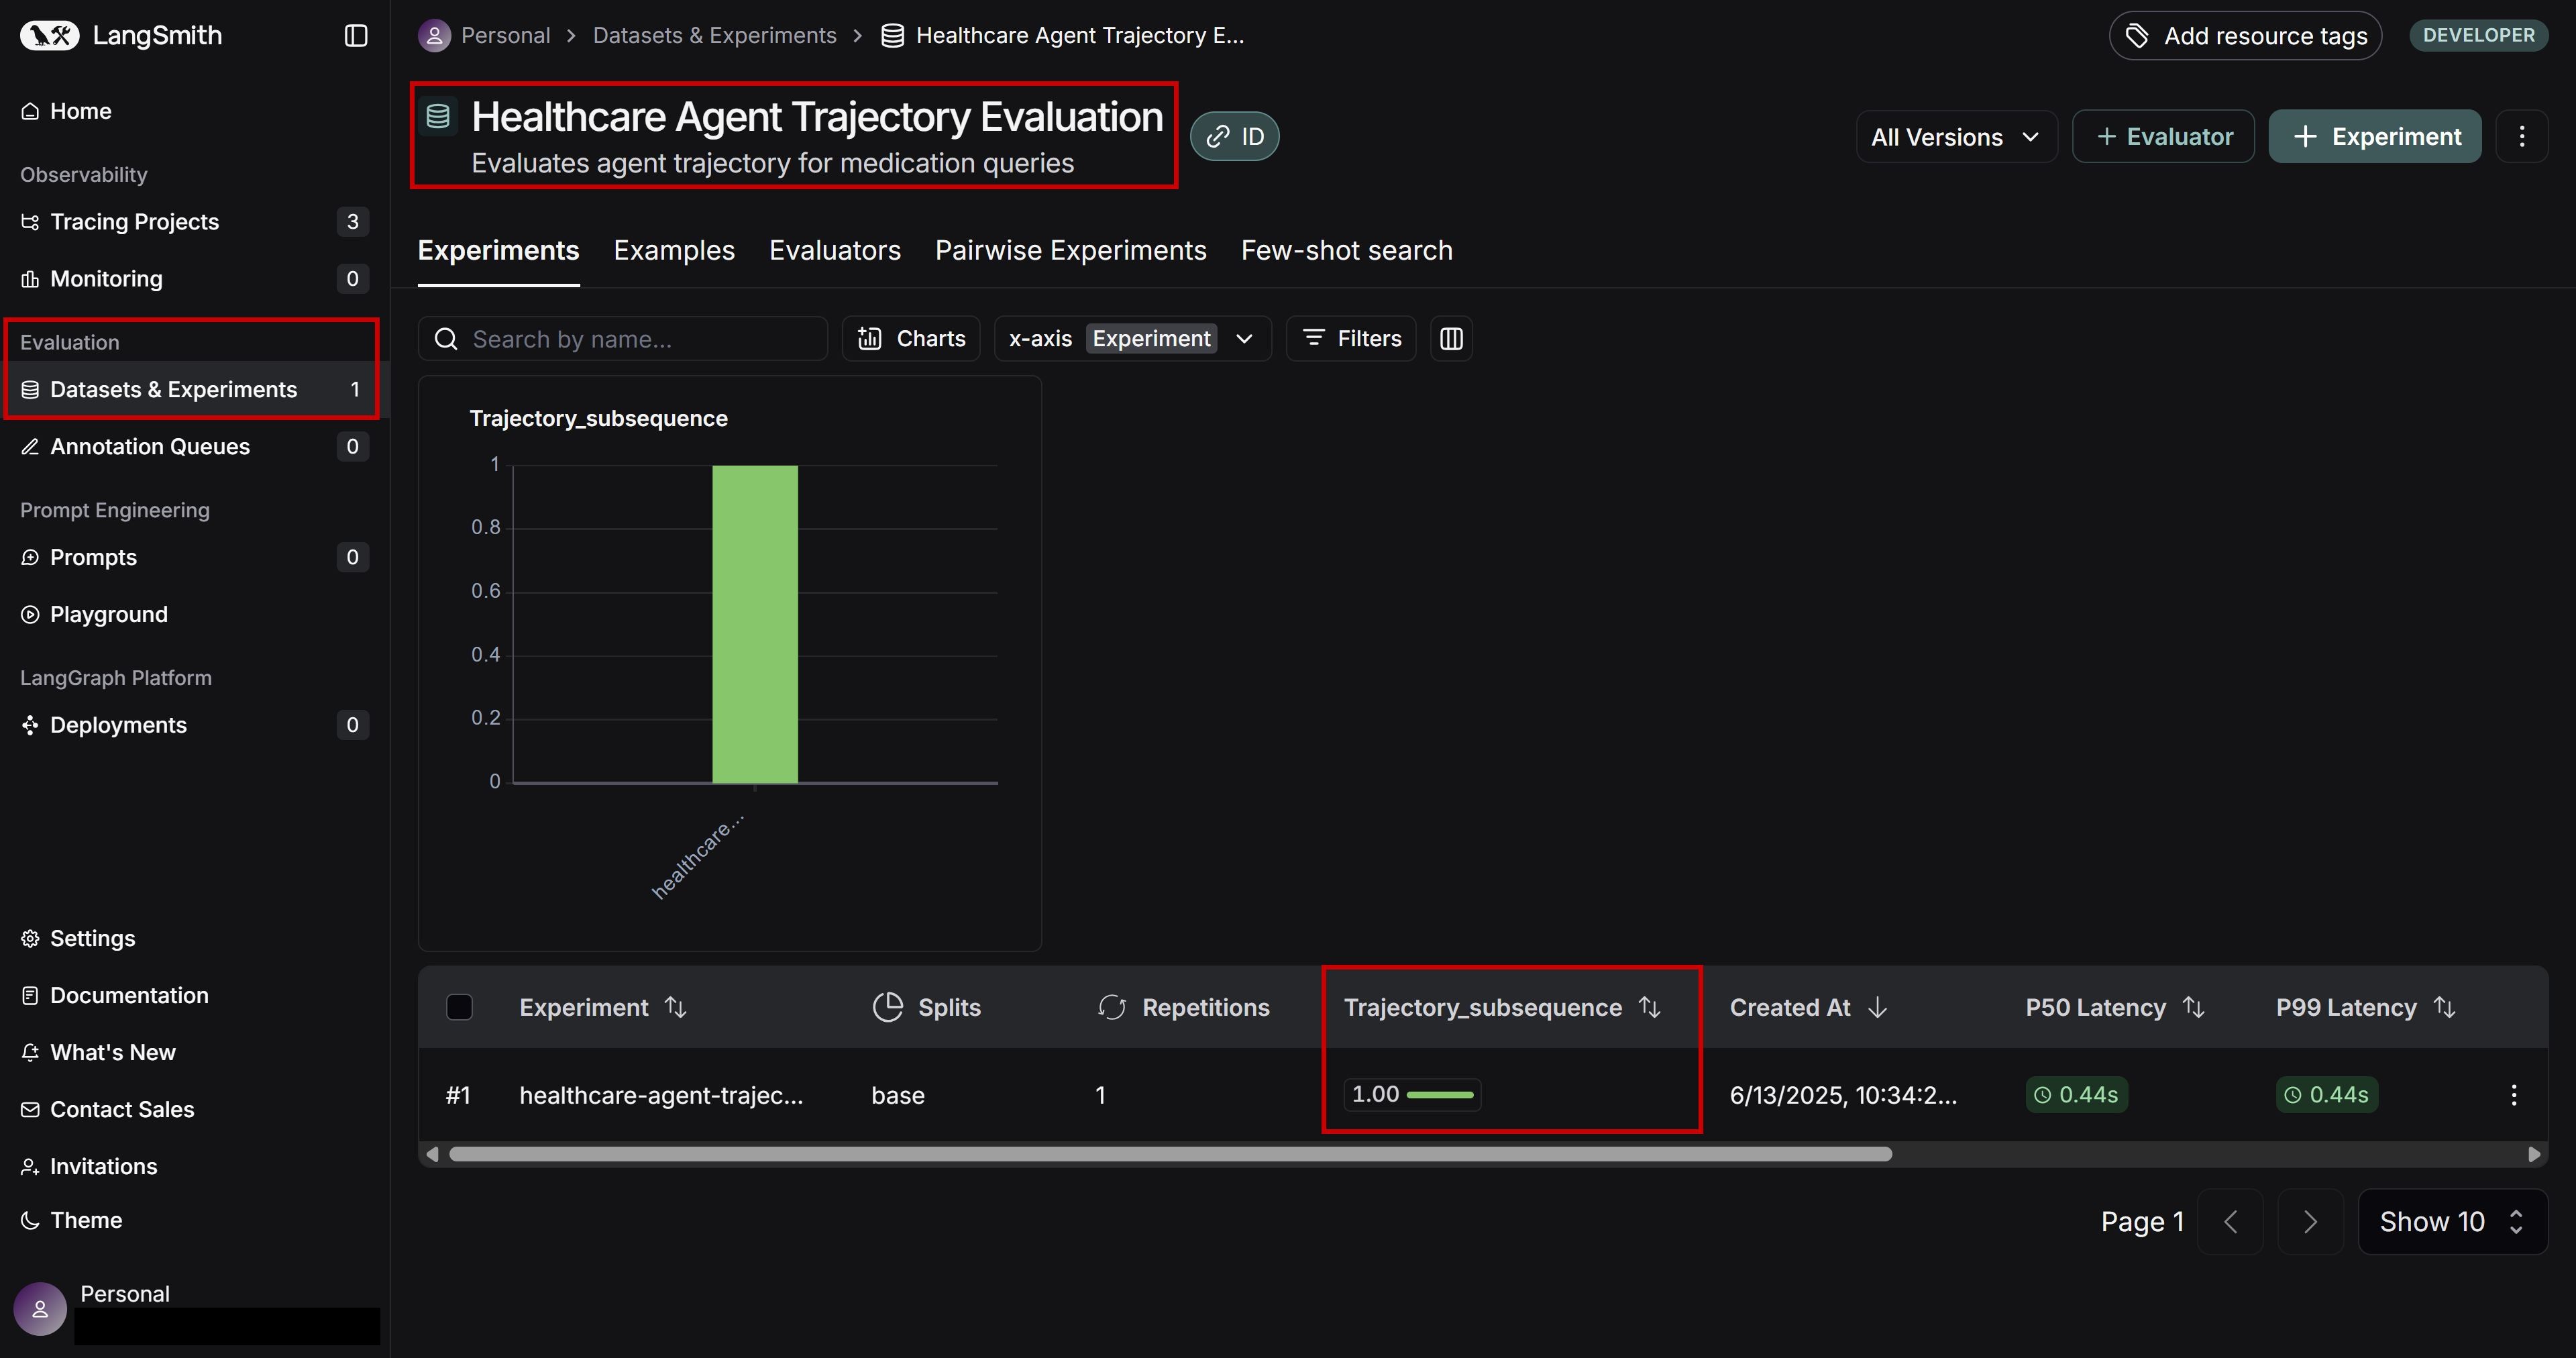 LangSmith
Personal > Datasets & Experiments > Healthcare Agent Trajectory E...
Add resource tags
DEVELOPER
Home
Observability
Tracing Projects 3
Monitoring 0
Evaluation
Datasets & Experiments 1
Annotation Queues 0
Prompt Engineering
Prompts 0
Playground
LangGraph Platform
Deployments 0
Settings
Documentation
What's New
Contact Sales
Invitations
Theme
Personal
Healthcare Agent Trajectory Evaluation
Evaluates agent trajectory for medication queries
ID
All Versions
+ Evaluator
+ Experiment
Experiments Examples Evaluators Pairwise Experiments Few-shot search
Search by name...
Charts
x-axis Experiment
Filters
Trajectory_subsequence
1
0.8
0.6
0.4
0.2
0
healthcare...
Experiment Splits Repetitions Trajectory_subsequence Created At P50 Latency P99 Latency
#1 healthcare-agent-trajec... base 1 1.00 6/13/2025, 10:34:2... 0.44s 0.44s
Page 1
Show 10